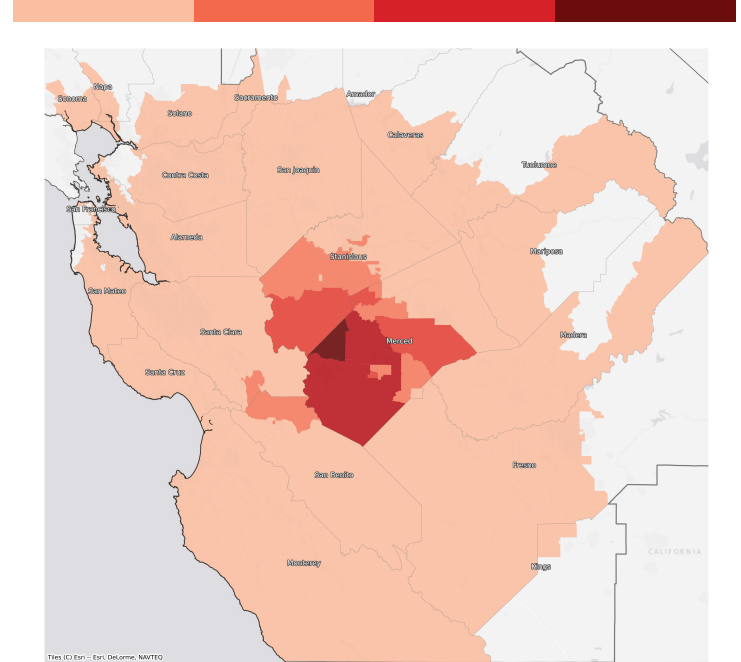 Napa
Sonoma
Sacramento
Amador
Solano
Calaveras
Tuolumne
Contra Costa
San Joaquin
San Francisco
Alameda
Stanislaus
Mariposa
San Mateo
Santa Clara
Merced
Madera
Santa Cruz
San Benito
Fresno
CALIFORNIA
Monterey
Kings
Tiles (C) Esri -- Esri, DeLorme, NAVTEQ